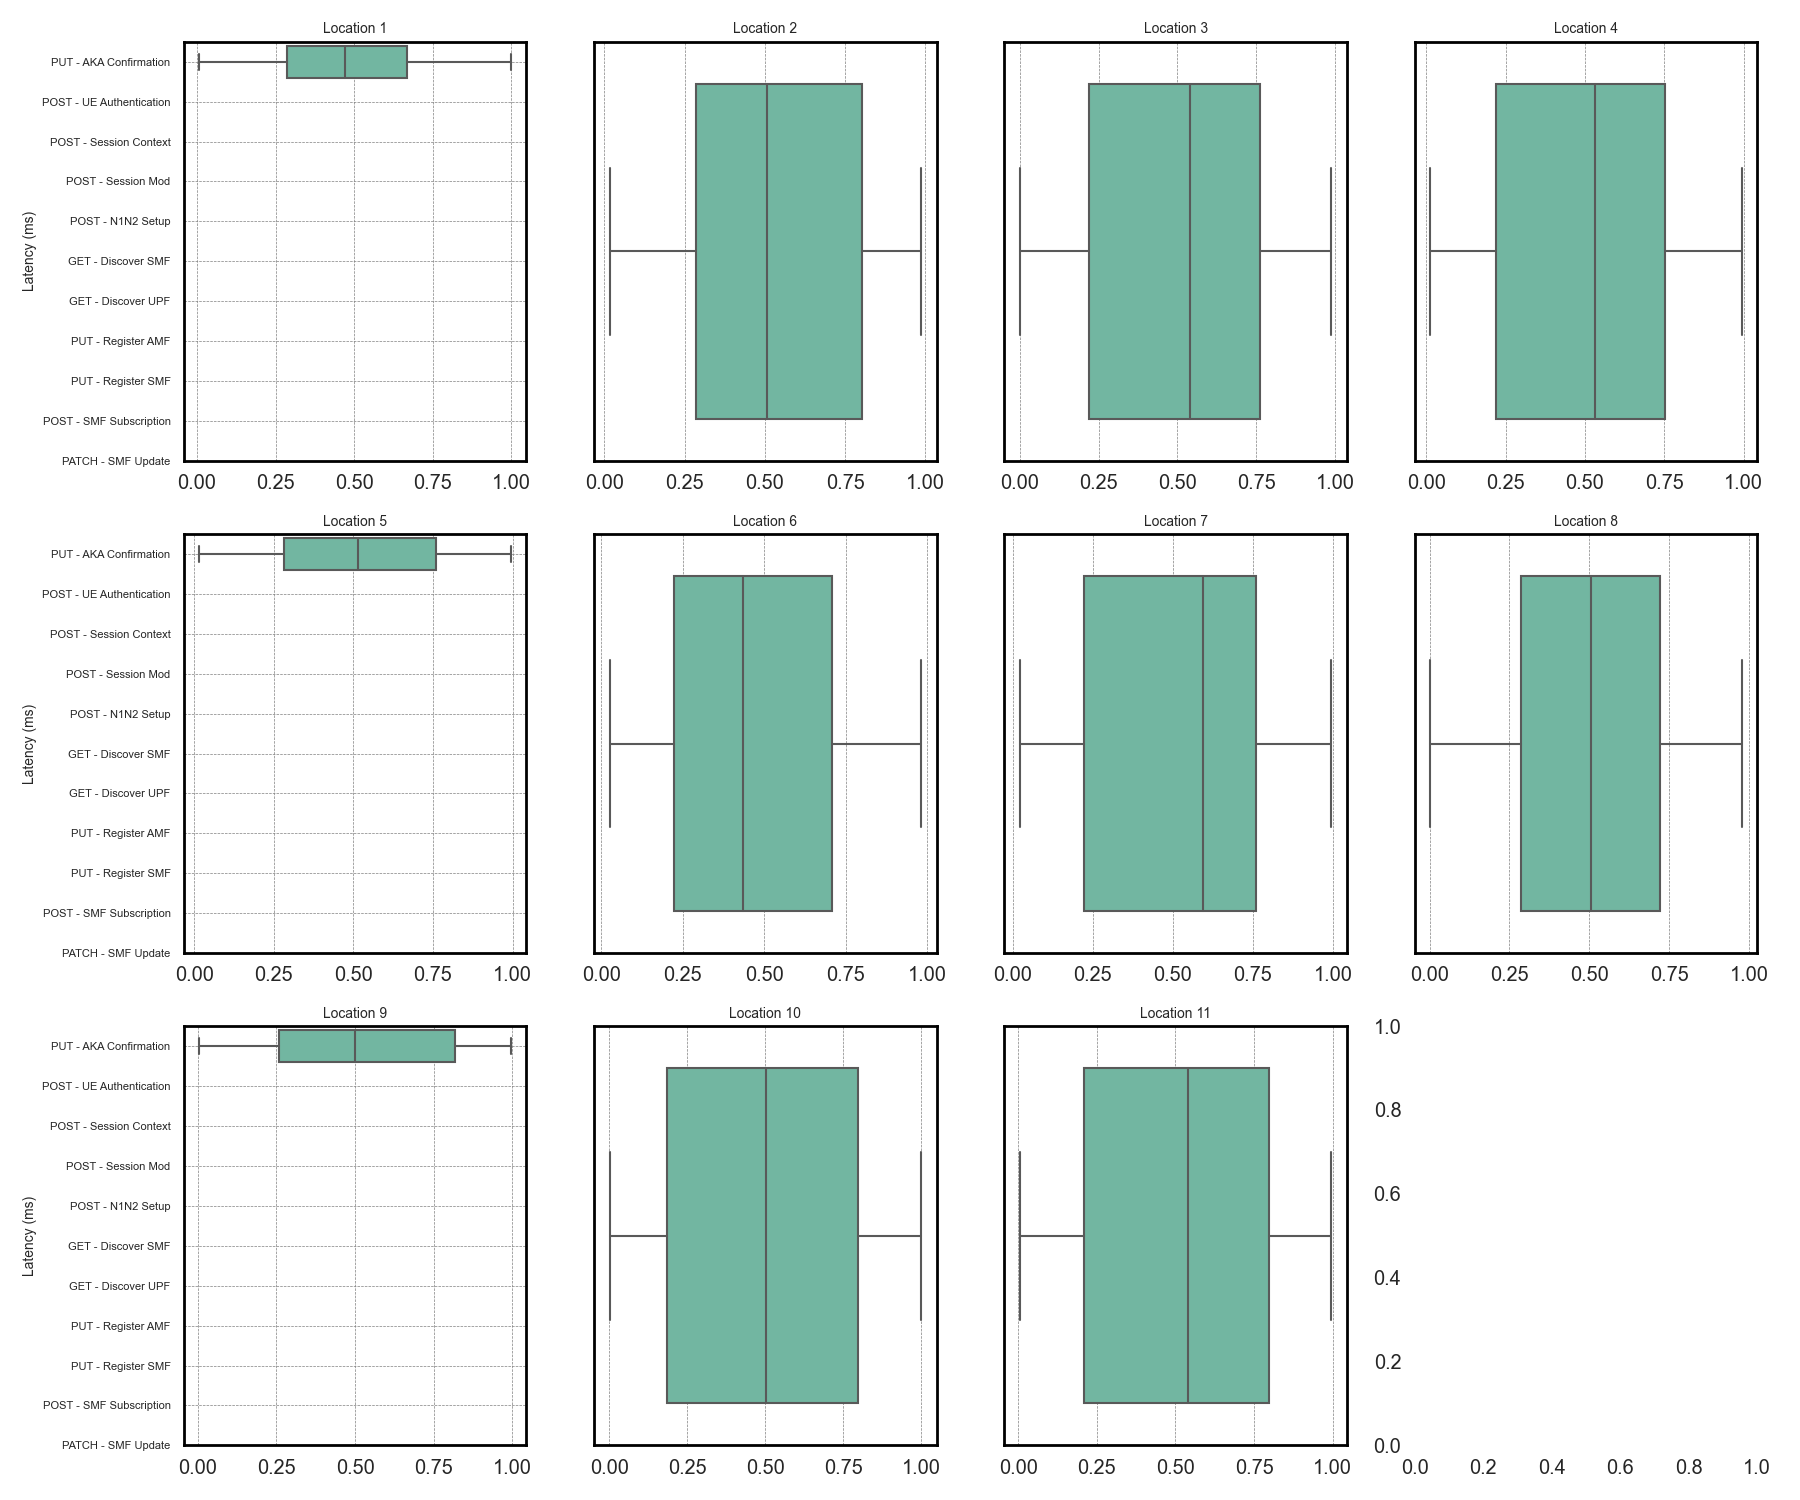 Location 1
Location 2
Location 3
Location 4
PUT - AKA Confirmation
POST - UE Authentication
POST - Session Context
POST - Session Mod
POST - N1N2 Setup
GET - Discover SMF
GET - Discover UPF
PUT - Register AMF
PUT - Register SMF
POST - SMF Subscription
PATCH - SMF Update
Latency (ms)
0.00 0.25 0.50 0.75 1.00
0.00 0.25 0.50 0.75 1.00
0.00 0.25 0.50 0.75 1.00
0.00 0.25 0.50 0.75 1.00
Location 5
Location 6
Location 7
Location 8
PUT - AKA Confirmation
POST - UE Authentication
POST - Session Context
POST - Session Mod
POST - N1N2 Setup
GET - Discover SMF
GET - Discover UPF
PUT - Register AMF
PUT - Register SMF
POST - SMF Subscription
PATCH - SMF Update
Latency (ms)
0.00 0.25 0.50 0.75 1.00
0.00 0.25 0.50 0.75 1.00
0.00 0.25 0.50 0.75 1.00
0.00 0.25 0.50 0.75 1.00
Location 9
Location 10
Location 11
PUT - AKA Confirmation
POST - UE Authentication
POST - Session Context
POST - Session Mod
POST - N1N2 Setup
GET - Discover SMF
GET - Discover UPF
PUT - Register AMF
PUT - Register SMF
POST - SMF Subscription
PATCH - SMF Update
Latency (ms)
0.00 0.25 0.50 0.75 1.00
0.00 0.25 0.50 0.75 1.00
0.00 0.25 0.50 0.75 1.00
1.0
0.8
0.6
0.4
0.2
0.0
0.0 0.2 0.4 0.6 0.8 1.0